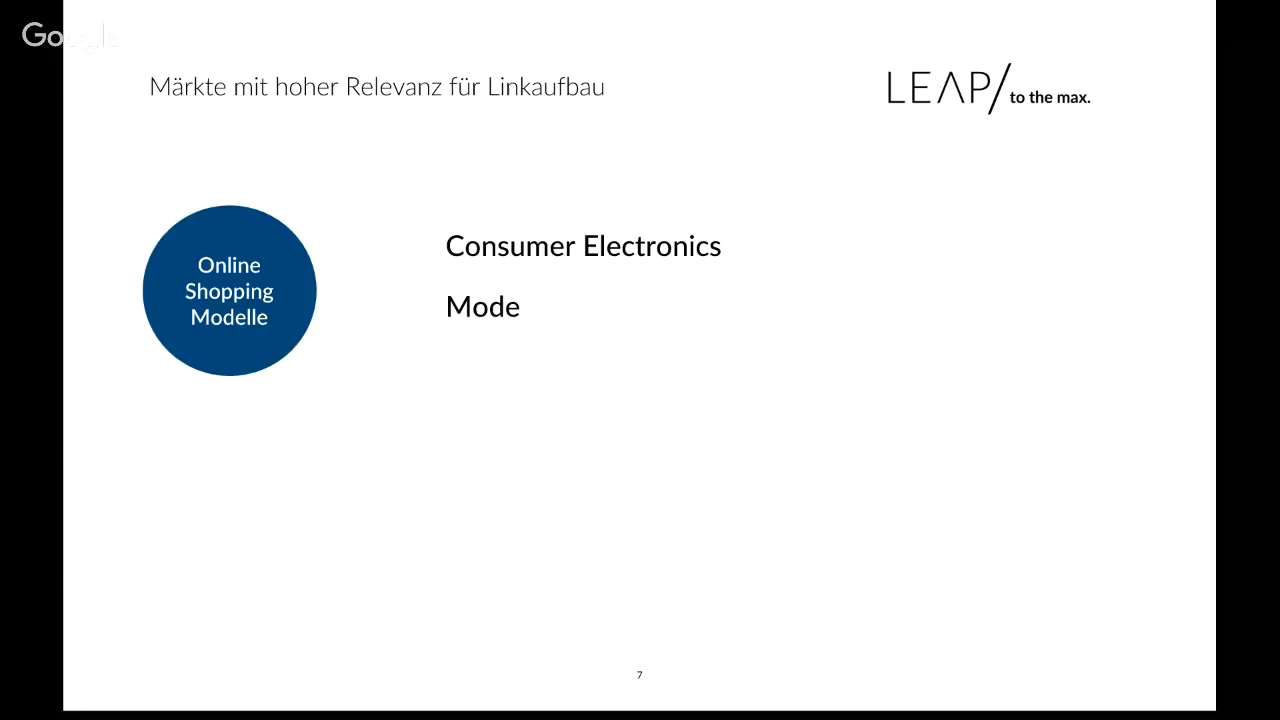 Google
Märkte mit hoher Relevanz für Linkaufbau
LEAP/ to the max.
Online
Shopping
Modelle
Consumer Electronics
Mode
7